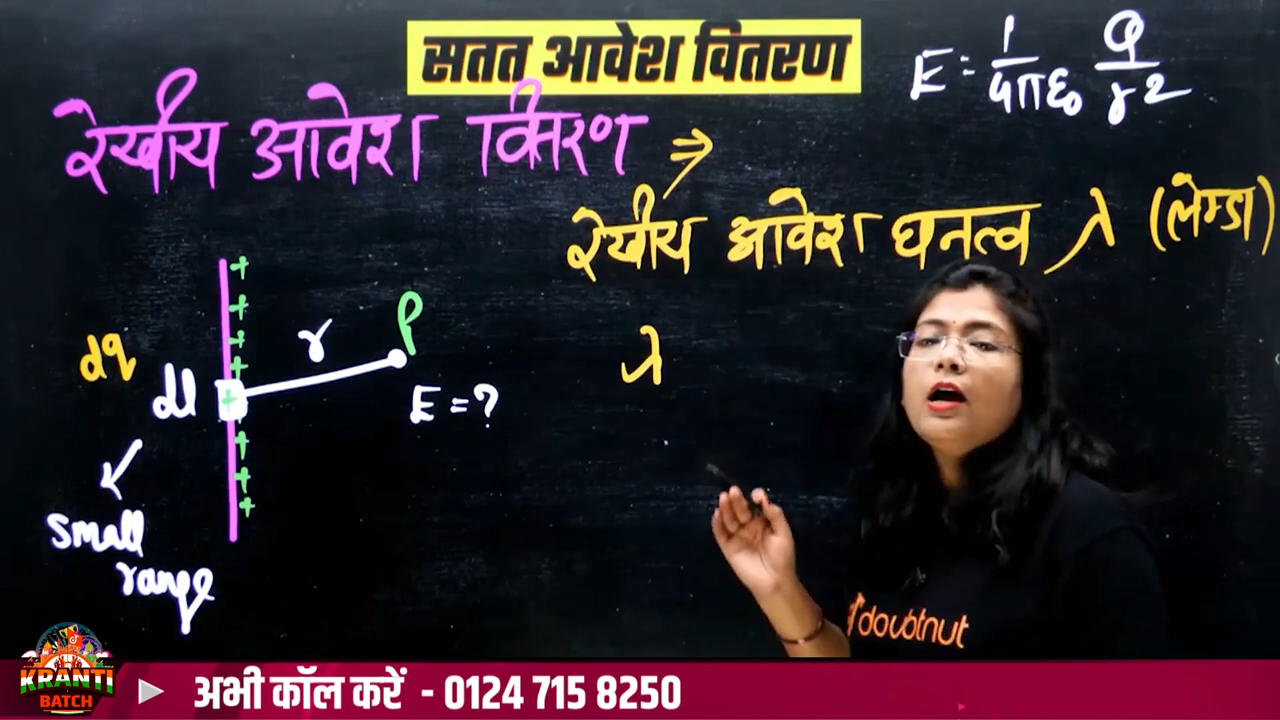 सतत आवेश वितरण
E = 1/4πε₀ Q/r2
रेखीय आवेश वितरण ⇒
रेखीय आवेश घनत्व λ (लेम्डा)
+
+
+
+
+
+
+
+
r
P
λ
dq
dl
E = ?
small
range
doubtnut
KRANTI
BATCH
अभी कॉल करें - 0124 715 8250